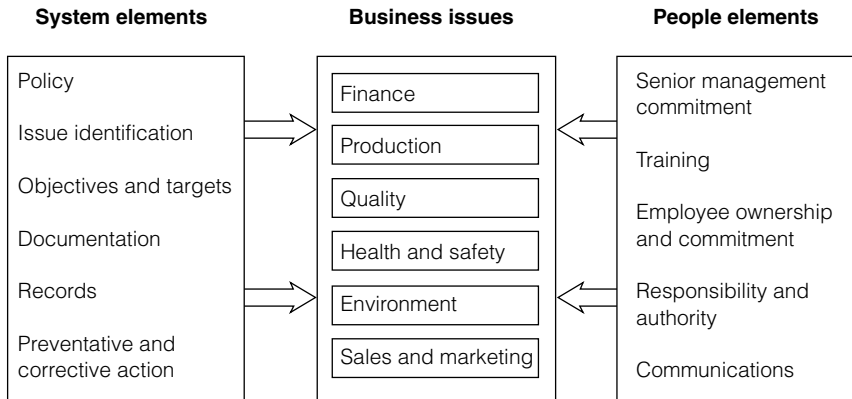 System elements
Business issues
People elements
Policy
Issue identification
Objectives and targets
Documentation
Records
Preventative and
corrective action
Finance
Production
Quality
Health and safety
Environment
Sales and marketing
Senior management
commitment
Training
Employee ownership
and commitment
Responsibility and
authority
Communications